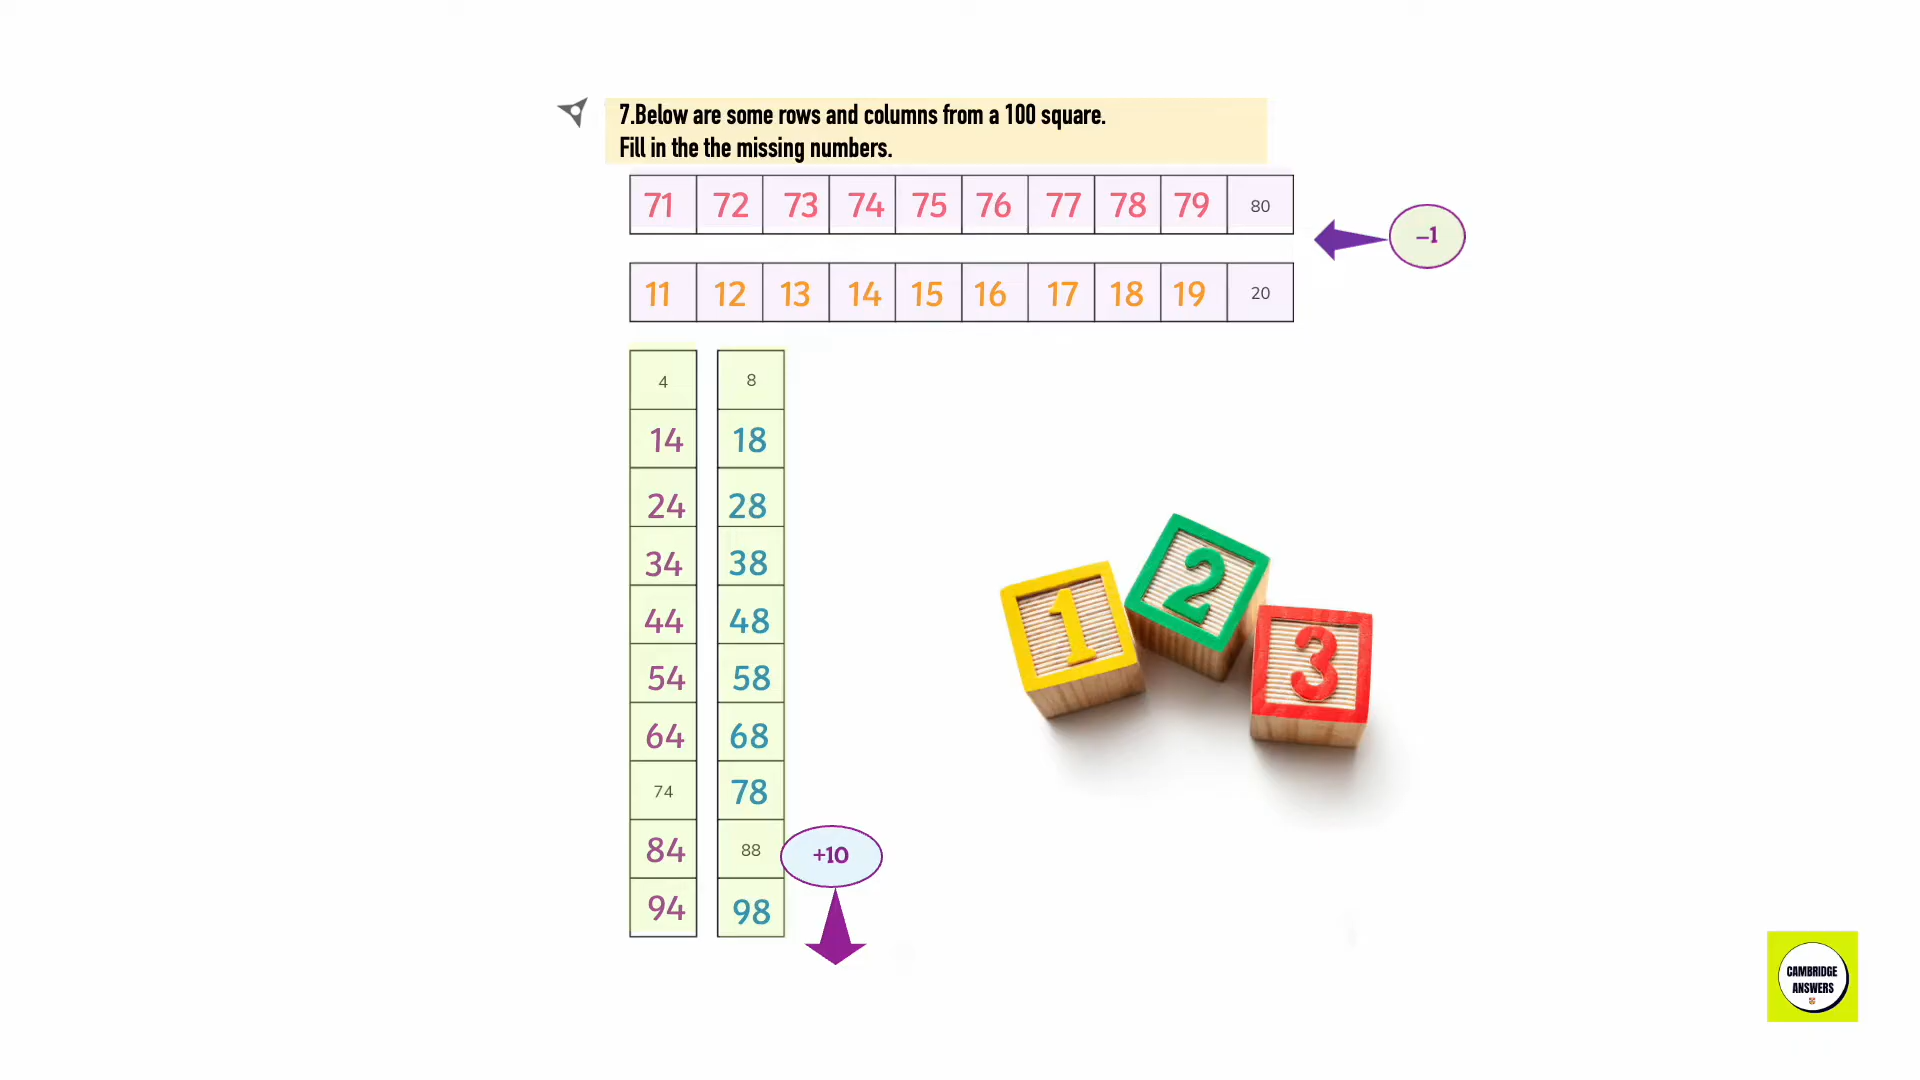 7.Below are some rows and columns from a 100 square.
Fill in the the missing numbers.
71 72 73 74 75 76 77 78 79 80
–1
11 12 13 14 15 16 17 18 19 20
4 8
14 18
24 28
34 38
44 48
54 58
64 68
74 78
84 88
+10
94 98
1 2 3
CAMBRIDGE
ANSWERS